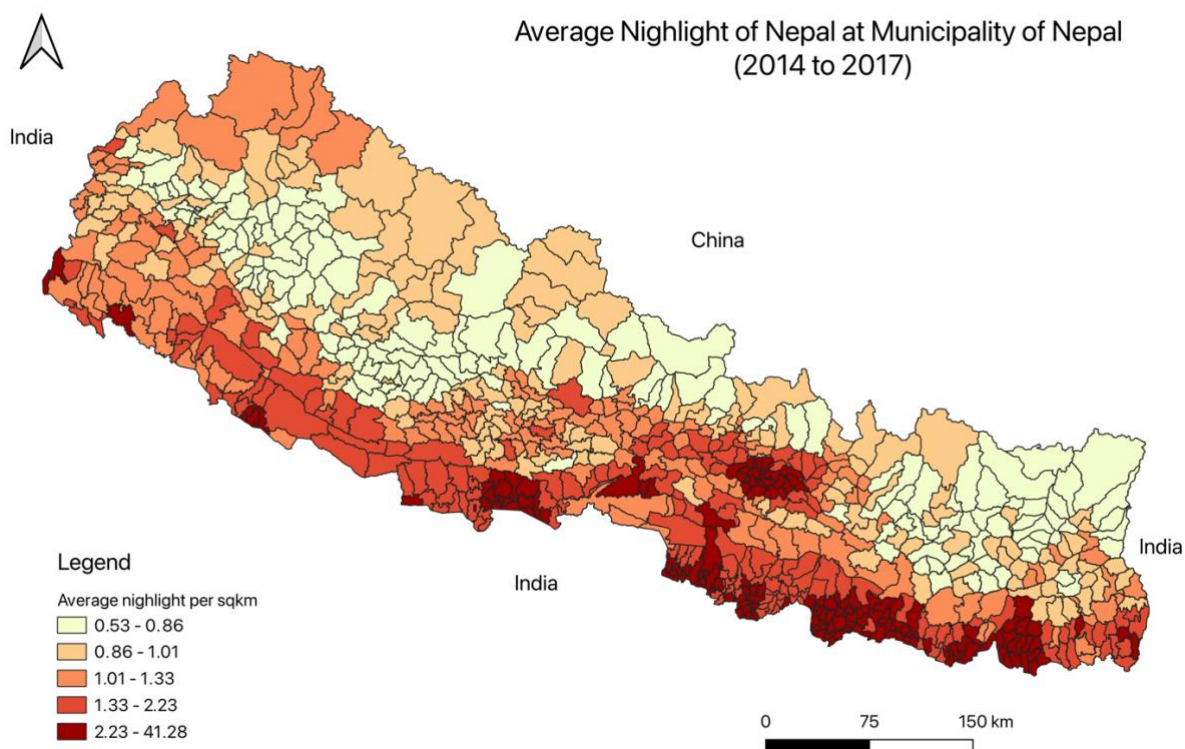 Average Nighlight of Nepal at Municipality of Nepal
(2014 to 2017)
India
China
India
India
Legend
Average nighlight per sqkm
0.53 - 0.86
0.86 - 1.01
1.01 - 1.33
1.33 - 2.23
2.23 - 41.28
0 75 150 km